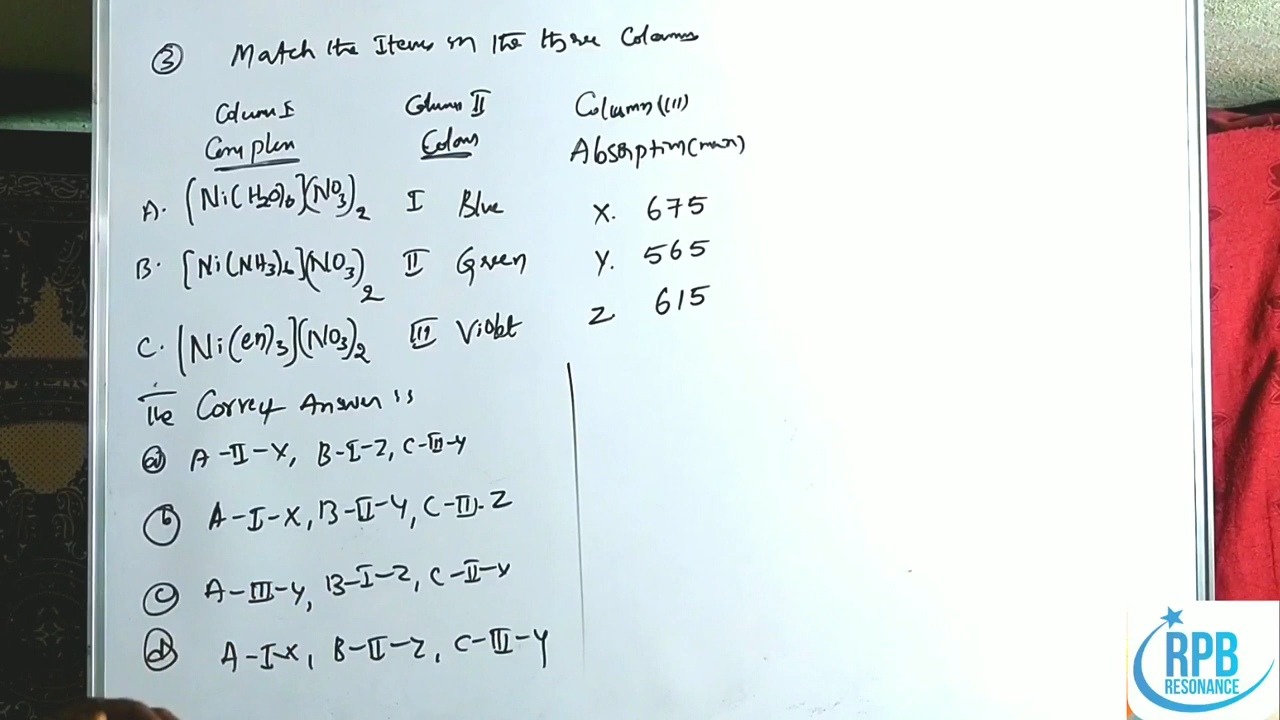 ③ Match the Items in the three Colums
Column I Column II Column (III)
Complex Colour Absorption(max)
A. [Ni(H₂O)₆](NO₃)₂ I Blue X. 675
B. [Ni(NH₃)₆](NO₃)₂ II Green Y. 565
C. [Ni(en)₃](NO₃)₂ III Violet Z 615
The Correct Answer is
ⓐ A-II-X, B-I-Z, C-III-Y
ⓑ A-I-X, B-II-Y, C-III-Z
ⓒ A-III-Y, B-I-Z, C-II-X
ⓓ A-I-X, B-II-Z, C-III-Y
RPB
RESONANCE